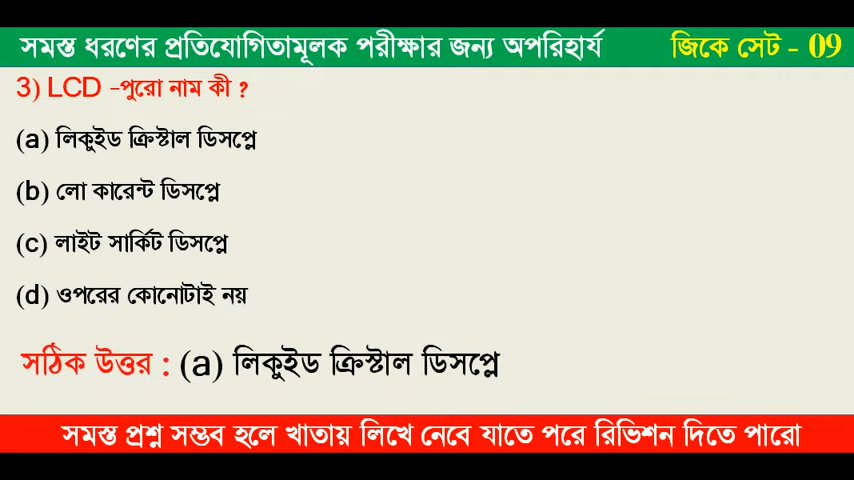 সমস্ত ধরণের প্রতিযোগিতামূলক পরীক্ষার জন্য অপরিহার্য জিকে সেট - 09
3) LCD -পুরো নাম কী ?
(a) লিকুইড ক্রিস্টাল ডিসপ্লে
(b) লো কারেন্ট ডিসপ্লে
(c) লাইট সার্কিট ডিসপ্লে
(d) ওপরের কোনোটাই নয়
সঠিক উত্তর : (a) লিকুইড ক্রিস্টাল ডিসপ্লে
সমস্ত প্রশ্ন সম্ভব হলে খাতায় লিখে নেবে যাতে পরে রিভিশন দিতে পারো